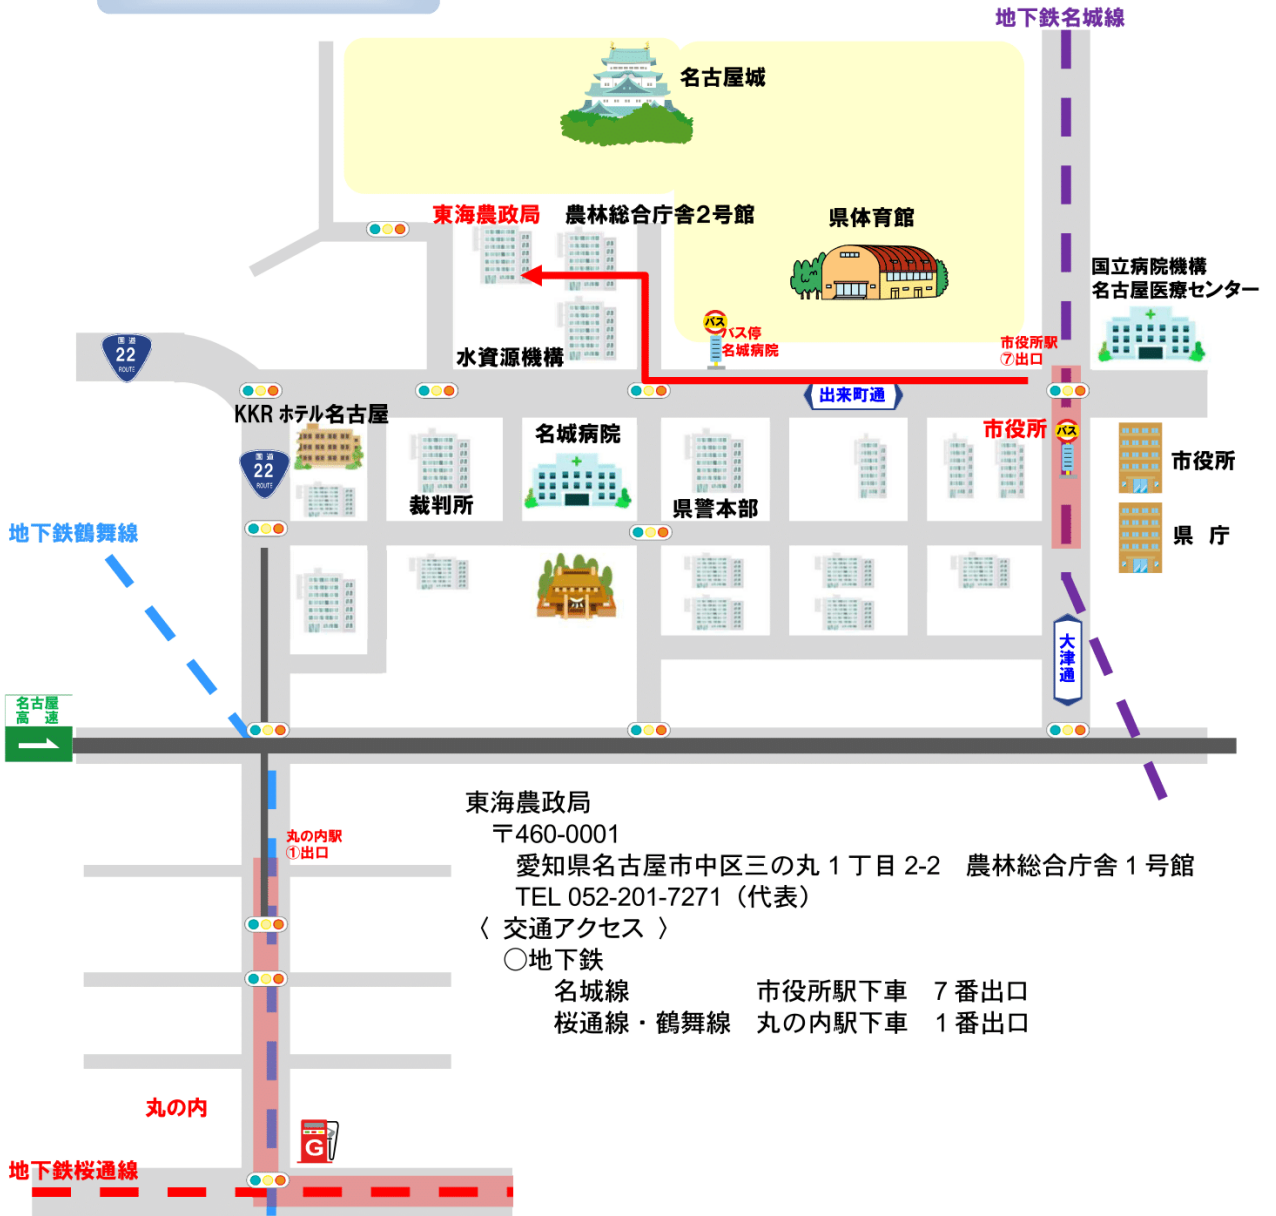 地下鉄名城線
名古屋城
東海農政局
農林総合庁舎2号館
県体育館
国立病院機構
名古屋医療センター
国道
22
ROUTE
水資源機構
バス
バス停
名城病院
市役所駅
⑦出口
出来町通
KKR ホテル名古屋
国道
22
ROUTE
名城病院
裁判所
県警本部
市役所
バス
市役所
県 庁
地下鉄鶴舞線
大津通
名古屋
高 速
1
丸の内駅
①出口
東海農政局
〒460-0001
愛知県名古屋市中区三の丸 1 丁目 2-2 農林総合庁舎 1 号館
TEL 052-201-7271（代表）
〈 交通アクセス 〉
○地下鉄
名城線 市役所駅下車 7 番出口
桜通線・鶴舞線 丸の内駅下車 1 番出口
丸の内
G
地下鉄桜通線